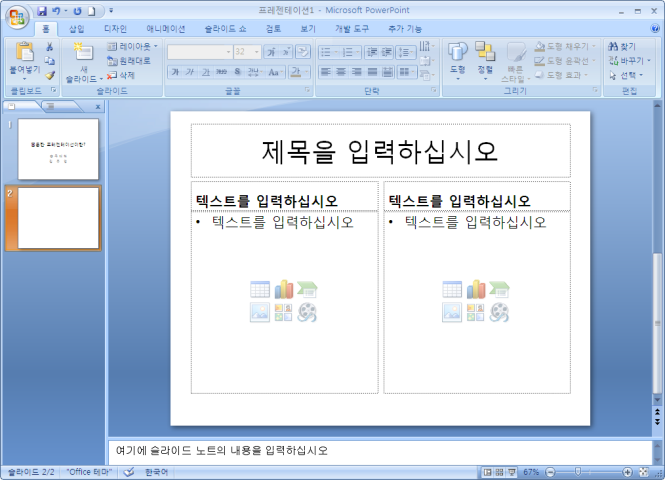 프레젠테이션1 - Microsoft PowerPoint
홈 삽입 디자인 애니메이션 슬라이드 쇼 검토 보기 개발 도구 추가 기능
붙여넣기
클립보드
새
슬라이드
레이아웃
원래대로
삭제
슬라이드
32
가 가 가 가
글꼴
단락
도형
정렬
빠른
스타일
도형 채우기
도형 윤곽선
도형 효과
그리기
찾기
바꾸기
선택
편집
1
2
제목을 입력하십시오
텍스트를 입력하십시오 텍스트를 입력하십시오
• 텍스트를 입력하십시오 • 텍스트를 입력하십시오
여기에 슬라이드 노트의 내용을 입력하십시오
슬라이드 2/2 "Office 테마" 한국어 67%